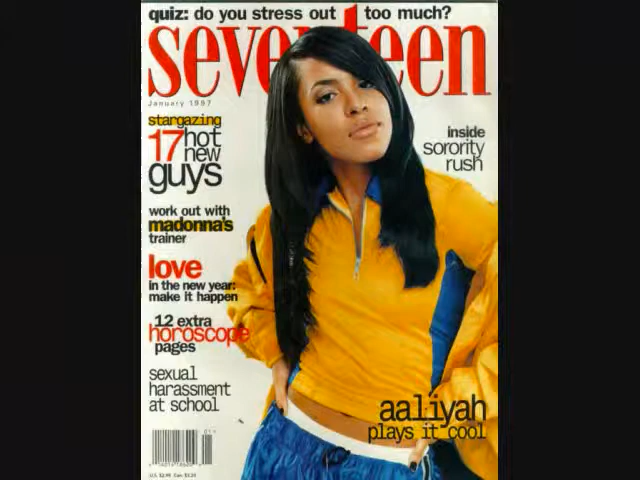 quiz: do you stress out too much?
seventeen
January 1997
stargazing
17 hot
new
guys
inside
sorority
rush
work out with
madonna's
trainer
love
in the new year:
make it happen
12 extra
horoscope
pages
sexual
harassment
at school
aaliyah
plays it cool